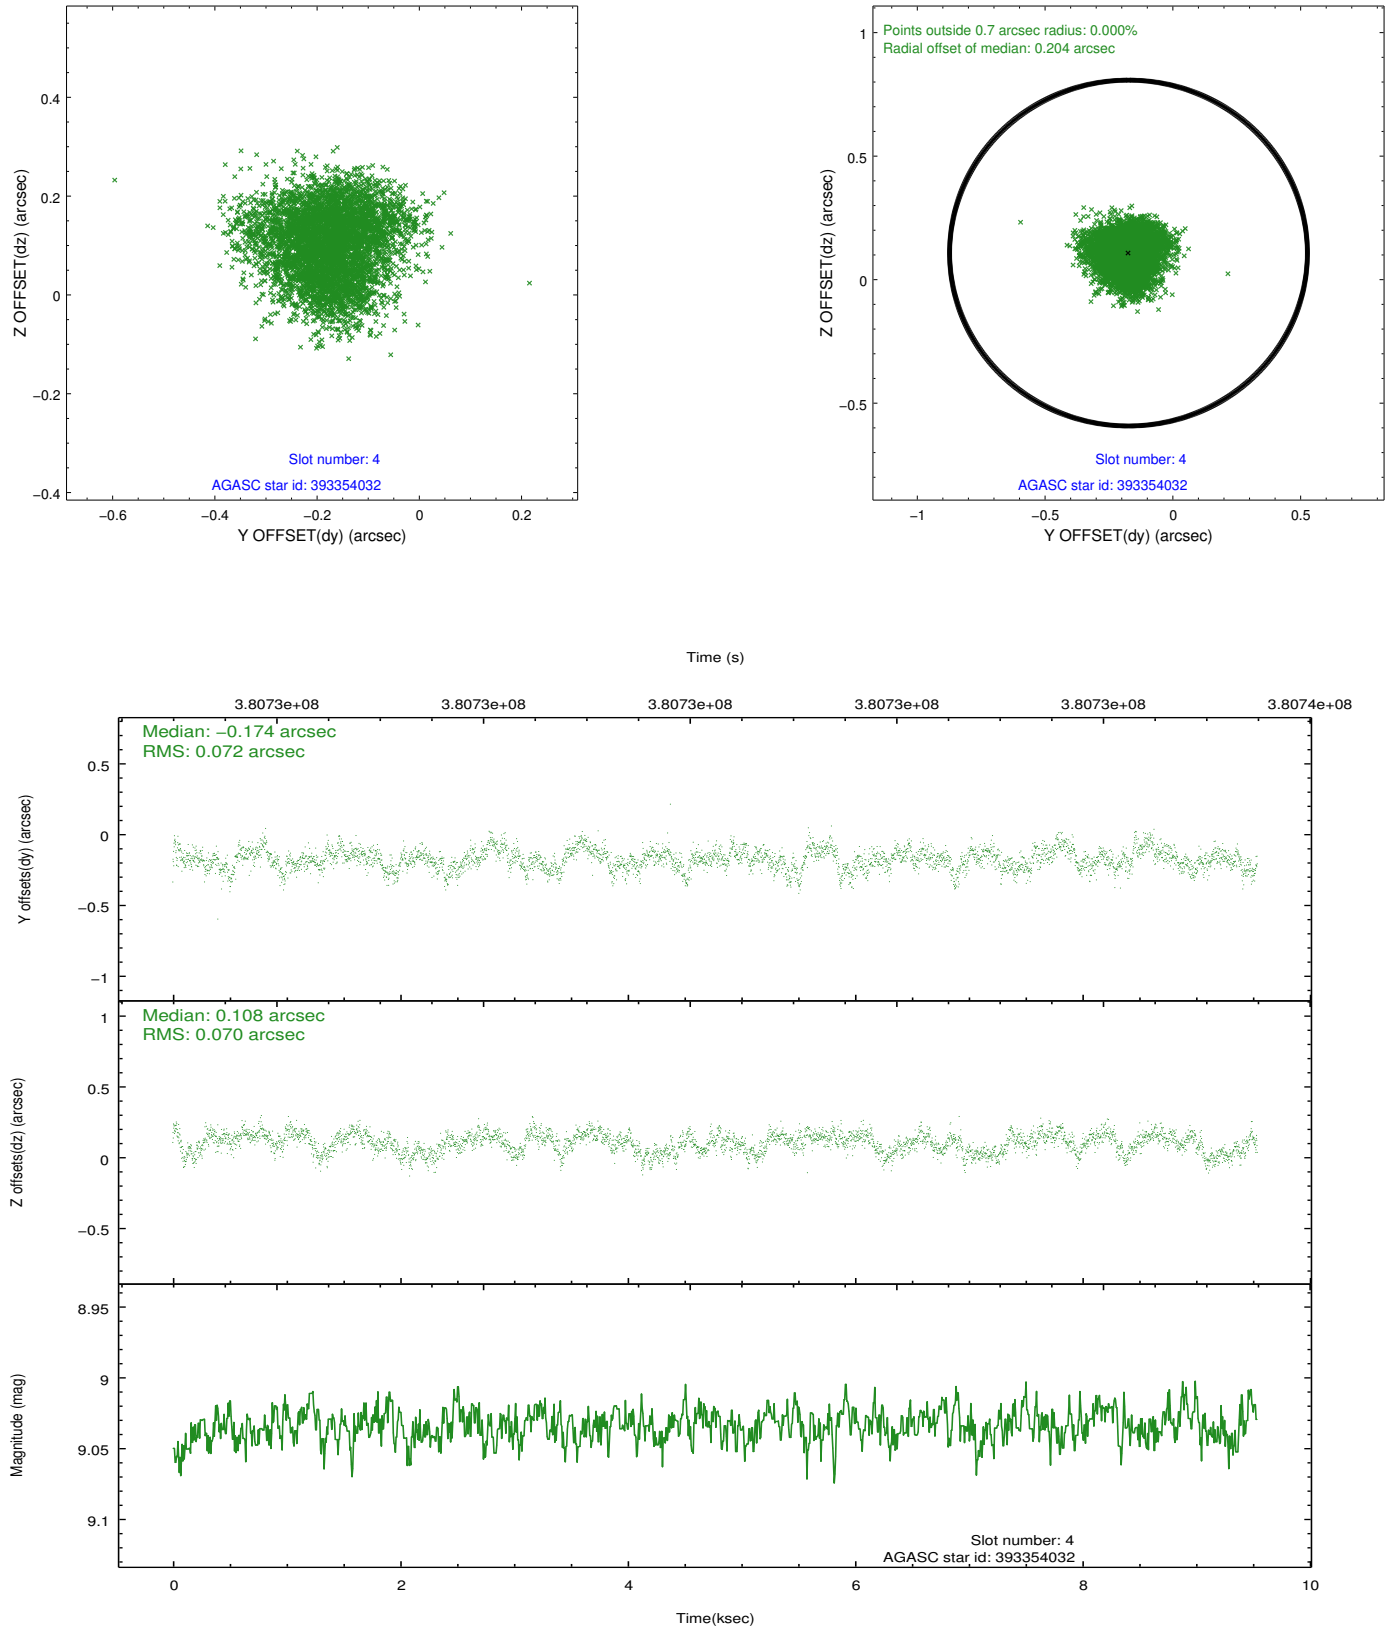 0.4
0.2
0
−0.2
−0.4
Z OFFSET(dz) (arcsec)
Slot number: 4
AGASC star id: 393354032
−0.6
−0.4
−0.2
0
0.2
Y OFFSET(dy) (arcsec)
Points outside 0.7 arcsec radius: 0.000%
Radial offset of median: 0.204 arcsec
1
0.5
0
−0.5
Z OFFSET(dz) (arcsec)
Slot number: 4
AGASC star id: 393354032
−1
−0.5
0
0.5
Y OFFSET(dy) (arcsec)
Time (s)
3.8073e+08
3.8073e+08
3.8073e+08
3.8073e+08
3.8073e+08
3.8074e+08
Median: −0.174 arcsec
RMS: 0.072 arcsec
0.5
0
−0.5
−1
Y offsets(dy) (arcsec)
Median: 0.108 arcsec
RMS: 0.070 arcsec
1
0.5
0
−0.5
Z offsets(dz) (arcsec)
8.95
9
9.05
9.1
Magnitude (mag)
Slot number: 4
AGASC star id: 393354032
0
2
4
6
8
10
Time(ksec)